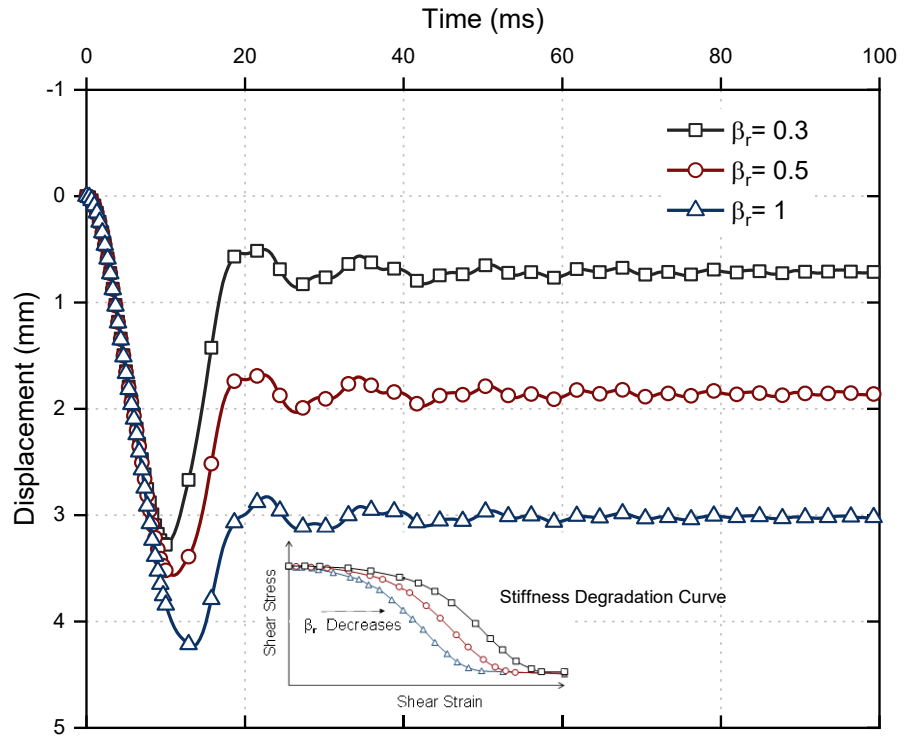 Time (ms)
0 20 40 60 80 100
-1
0
1
2
3
4
5
Displacement (mm)
βr= 0.3
βr= 0.5
βr= 1
Stiffness Degradation Curve
Shear Stress
βr Decreases
Shear Strain